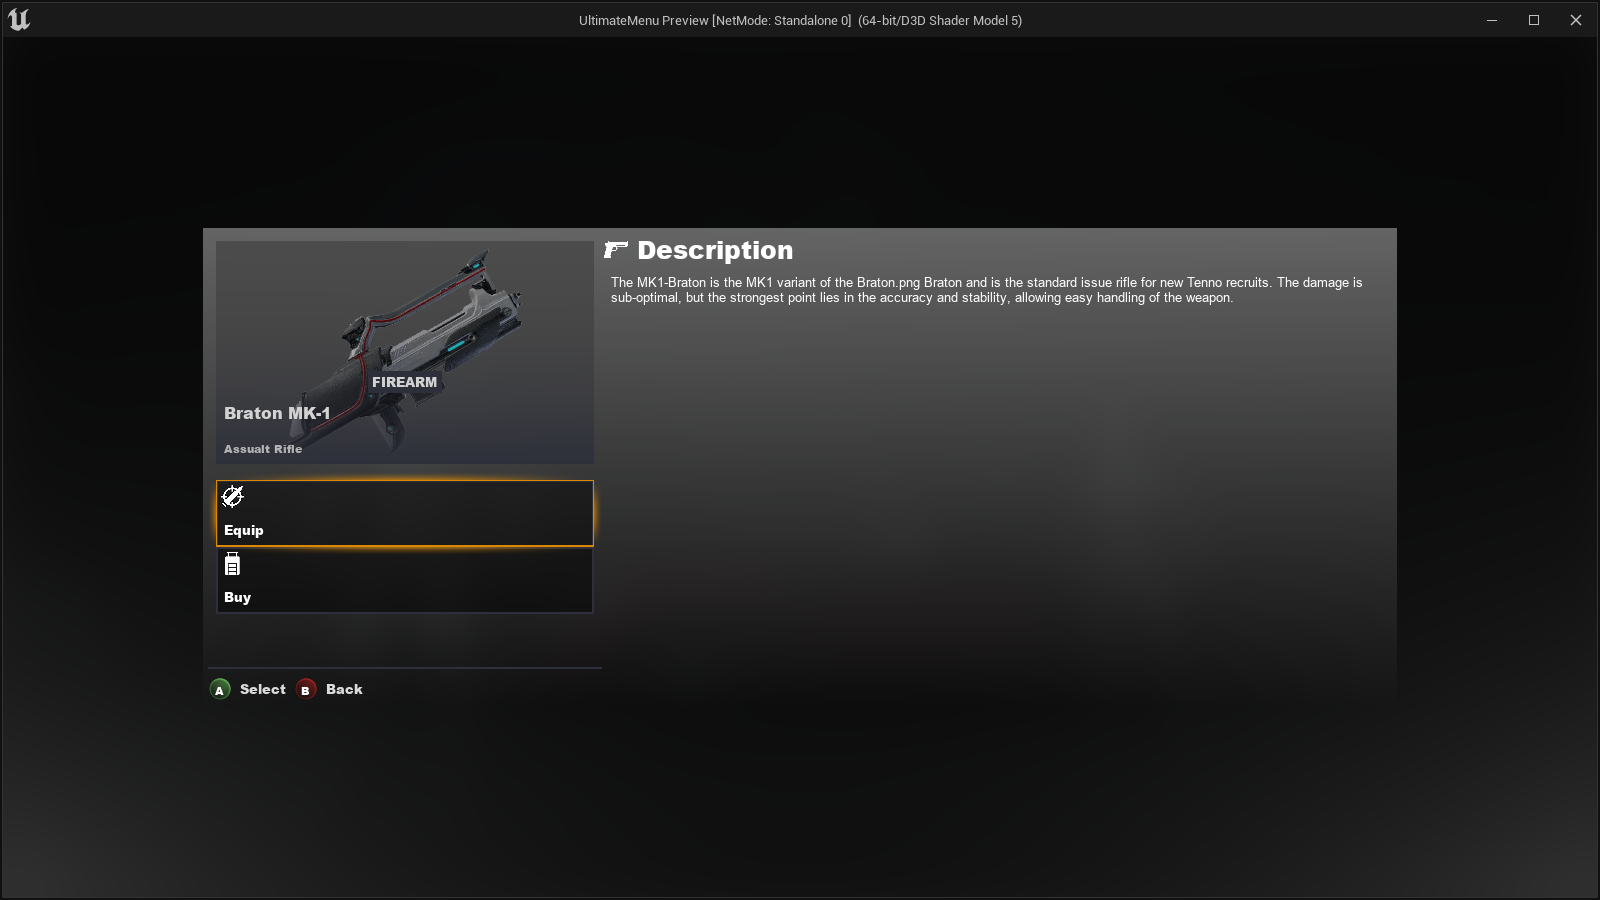 UltimateMenu Preview [NetMode: Standalone 0]  (64-bit/D3D Shader Model 5)
Description
The MK1-Braton is the MK1 variant of the Braton.png Braton and is the standard issue rifle for new Tenno recruits. The damage is
sub-optimal, but the strongest point lies in the accuracy and stability, allowing easy handling of the weapon.
FIREARM
Braton MK-1
Assualt Rifle
Equip
Buy
A Select B Back